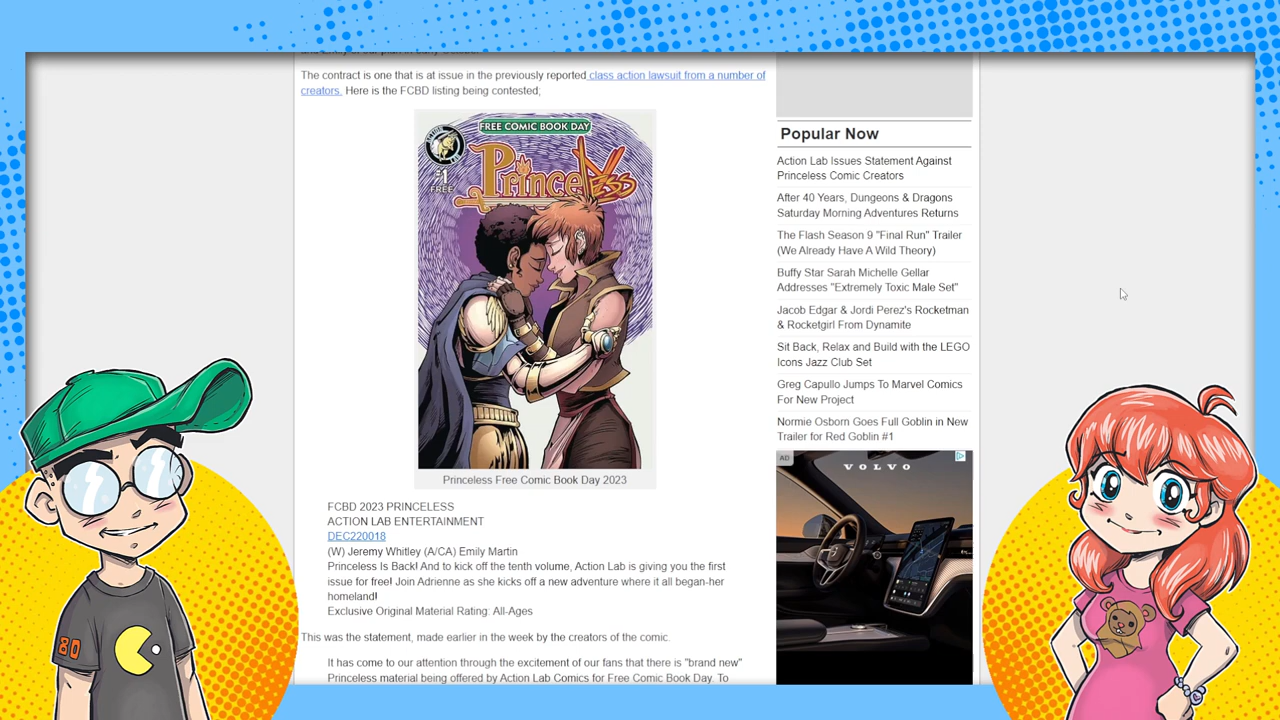 The contract is one that is at issue in the previously reported class action lawsuit from a number of
creators. Here is the FCBD listing being contested;
FREE COMIC BOOK DAY
ACTION LAB
#1
FREE
Princeless
Princeless Free Comic Book Day 2023
FCBD 2023 PRINCELESS
ACTION LAB ENTERTAINMENT
DEC220018
(W) Jeremy Whitley (A/CA) Emily Martin
Princeless Is Back! And to kick off the tenth volume, Action Lab is giving you the first
issue for free! Join Adrienne as she kicks off a new adventure where it all began-her
homeland!
Exclusive Original Material Rating: All-Ages
This was the statement, made earlier in the week by the creators of the comic.
It has come to our attention through the excitement of our fans that there is "brand new"
Princeless material being offered by Action Lab Comics for Free Comic Book Day. To
Popular Now
Action Lab Issues Statement Against
Princeless Comic Creators
After 40 Years, Dungeons & Dragons
Saturday Morning Adventures Returns
The Flash Season 9 "Final Run" Trailer
(We Already Have A Wild Theory)
Buffy Star Sarah Michelle Gellar
Addresses "Extremely Toxic Male Set"
Jacob Edgar & Jordi Perez's Rocketman
& Rocketgirl From Dynamite
Sit Back, Relax and Build with the LEGO
Icons Jazz Club Set
Greg Capullo Jumps To Marvel Comics
For New Project
Normie Osborn Goes Full Goblin in New
Trailer for Red Goblin #1
AD
VOLVO
80